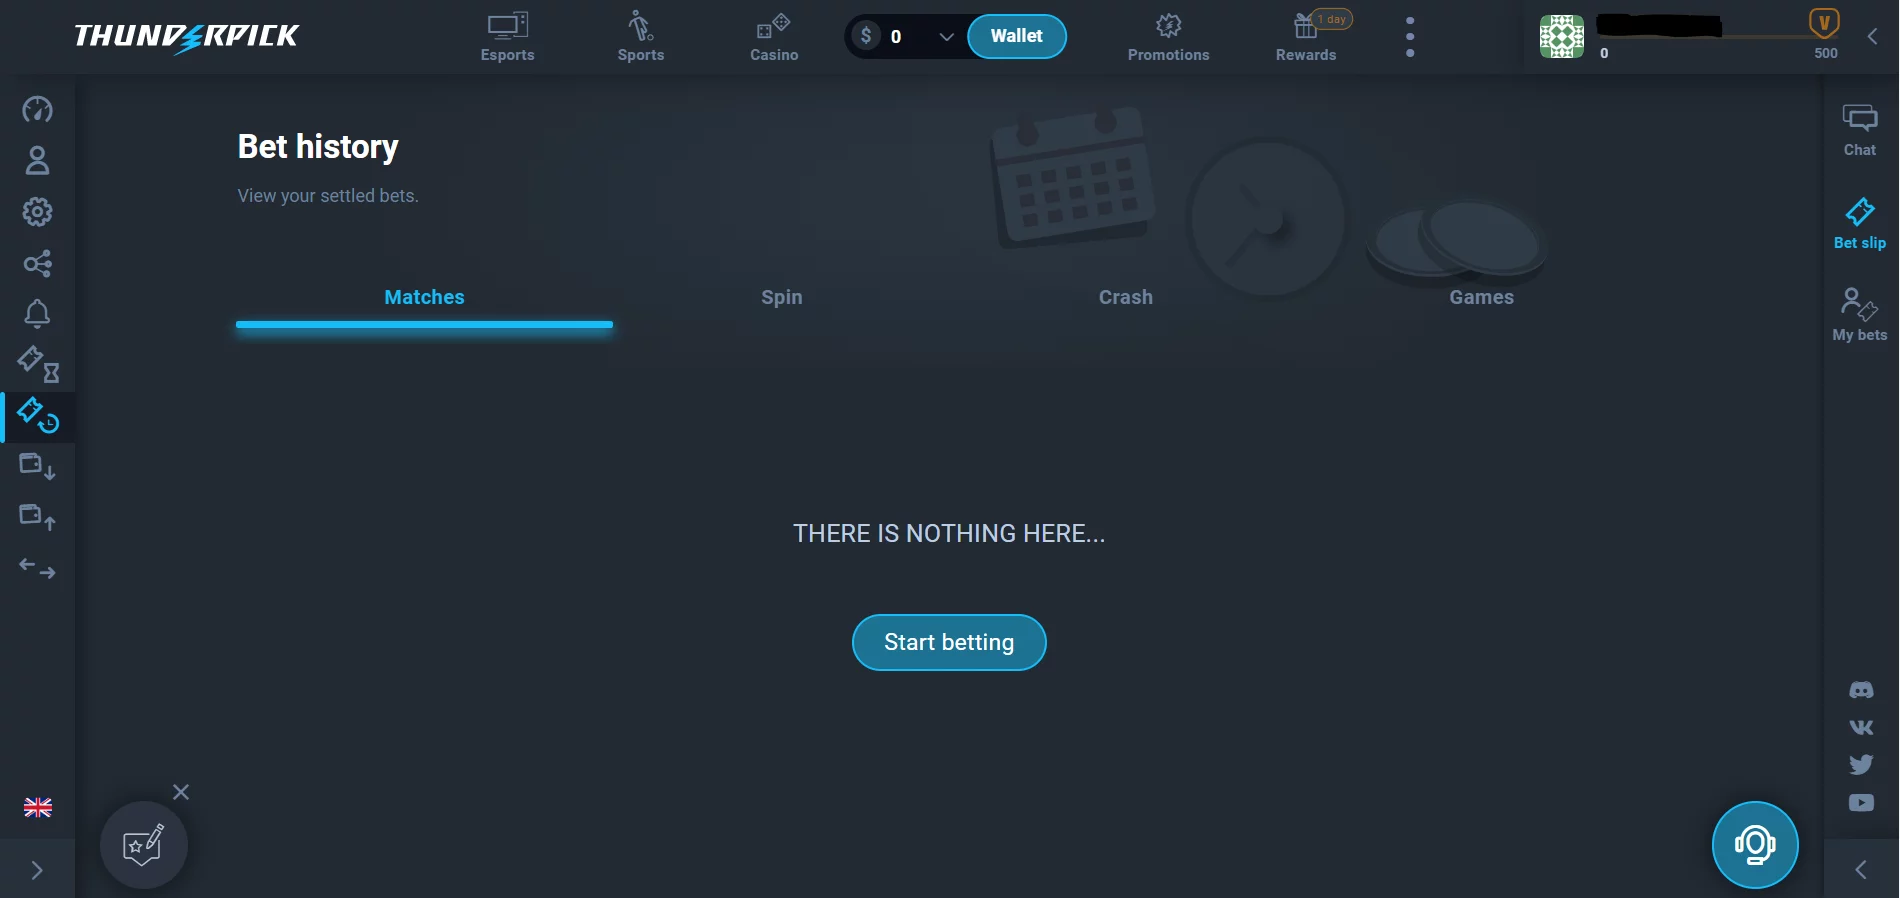 THUNDERPICK
Esports
Sports
Casino
$ 0
Wallet
Promotions
1 day
Rewards
V
0
500
Bet history
View your settled bets.
Matches
Spin
Crash
Games
THERE IS NOTHING HERE...
Start betting
Chat
Bet slip
My bets